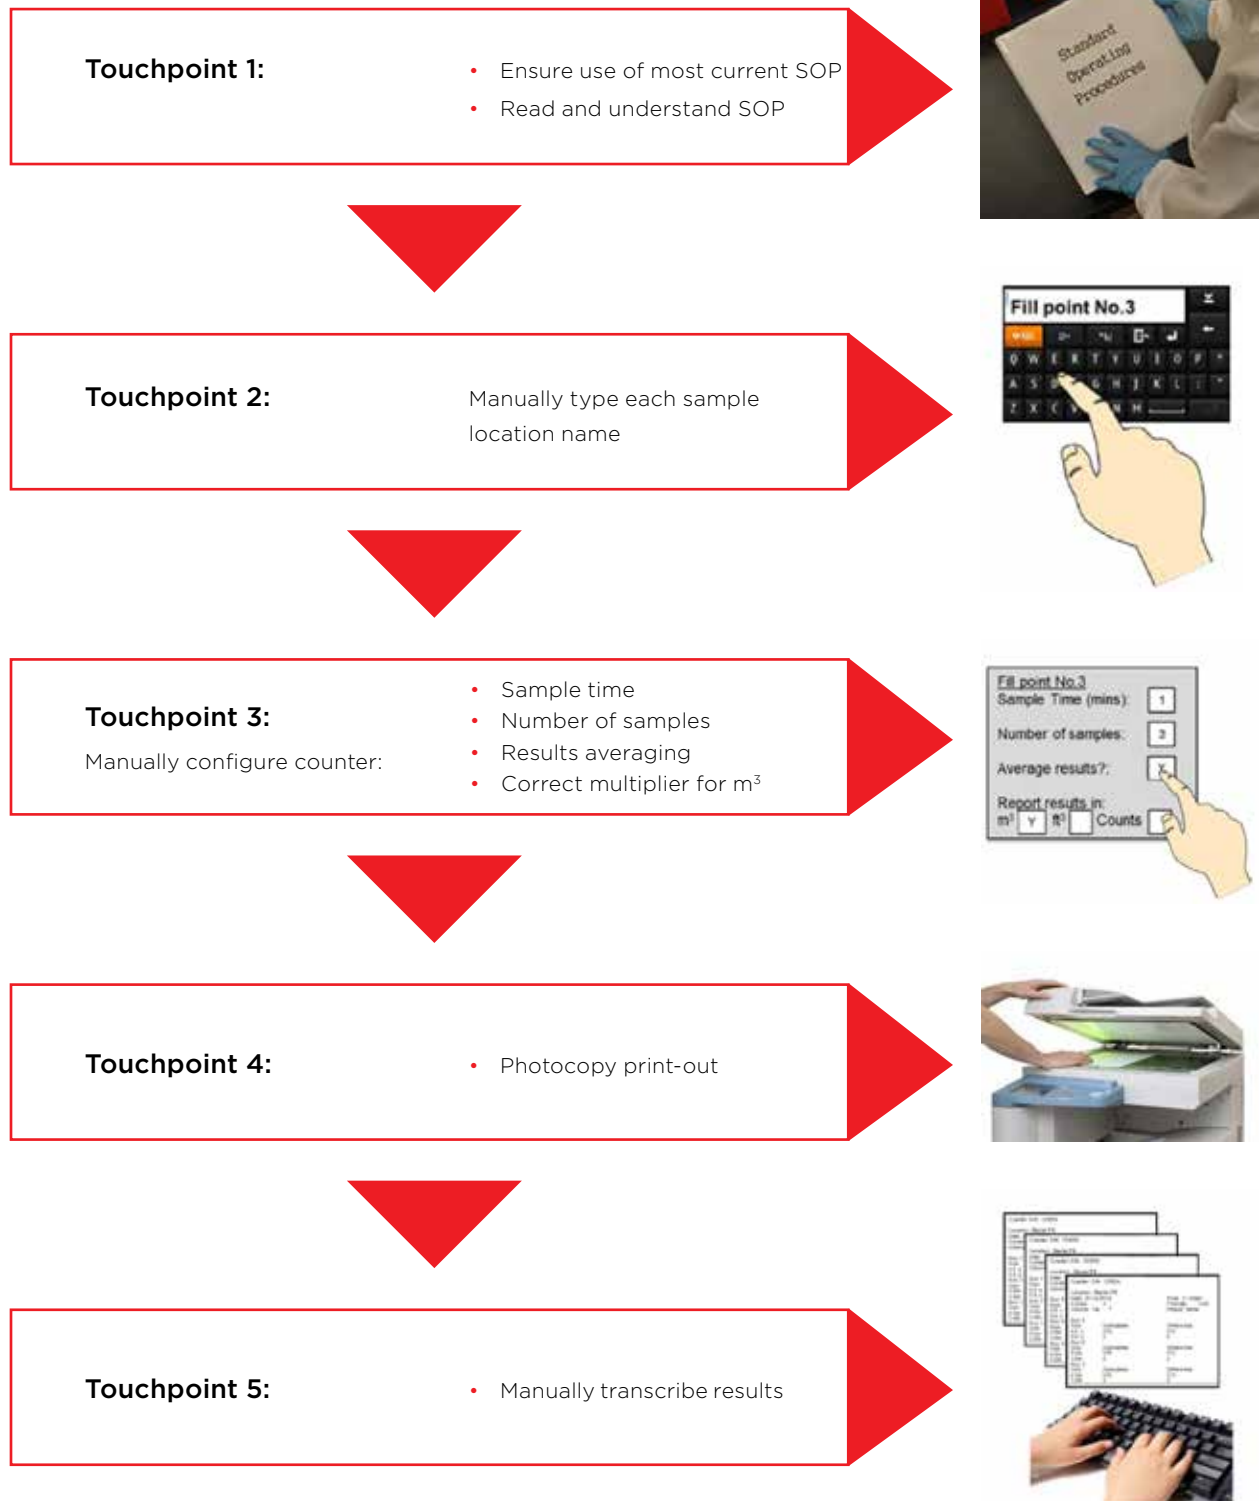 Touchpoint 1:
• Ensure use of most current SOP
• Read and understand SOP
Standard
Operating
Procedures
Touchpoint 2:
Manually type each sample
location name
Fill point No.3
Touchpoint 3:
Manually configure counter:
• Sample time
• Number of samples
• Results averaging
• Correct multiplier for m³
Fill point No.3
Sample Time (mins): 1
Number of samples: 3
Average results?: Y
Report results in:
m³ Y ft³ Counts
Touchpoint 4:
• Photocopy print-out
Touchpoint 5:
• Manually transcribe results